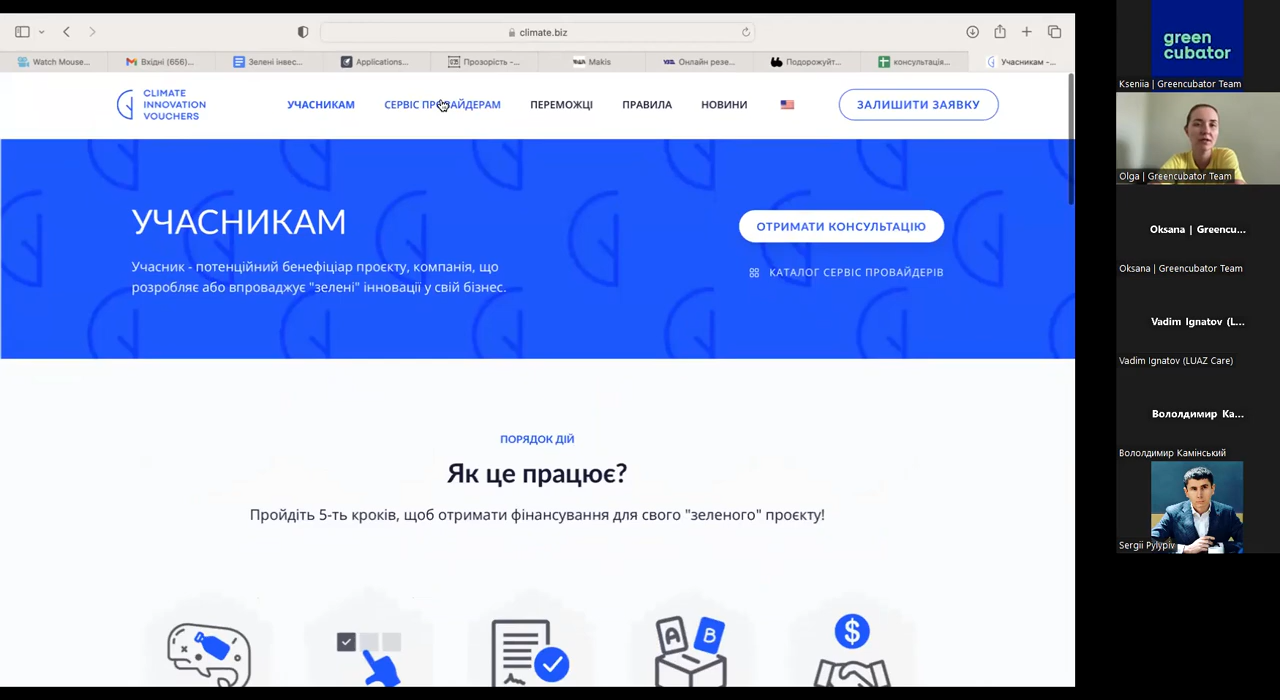 climate.biz
Watch Mouse...
Вхідні (656)...
Зелені інвес...
Applications...
Прозорість -...
Makis
Онлайн резе...
Подорожуйт...
консультація...
Учасникам -...
CLIMATE
INNOVATION
VOUCHERS
УЧАСНИКАМ
СЕРВІС ПРОВАЙДЕРАМ
ПЕРЕМОЖЦІ
ПРАВИЛА
НОВИНИ
ЗАЛИШИТИ ЗАЯВКУ
УЧАСНИКАМ
Учасник - потенційний бенефіціар проєкту, компанія, що
розробляє або впроваджує "зелені" інновації у свій бізнес.
ОТРИМАТИ КОНСУЛЬТАЦІЮ
КАТАЛОГ СЕРВІС ПРОВАЙДЕРІВ
ПОРЯДОК ДІЙ
Як це працює?
Пройдіть 5-ть кроків, щоб отримати фінансування для свого "зеленого" проєкту!
A
B
$
green
cubator
Kseniia | Greencubator Team
Olga | Greencubator Team
Oksana | Greencu...
Oksana | Greencubator Team
Vadim Ignatov (L...
Vadim Ignatov (LUAZ Care)
Вололдимир Ка...
Вололдимир Камінський
Sergii Pylypiv